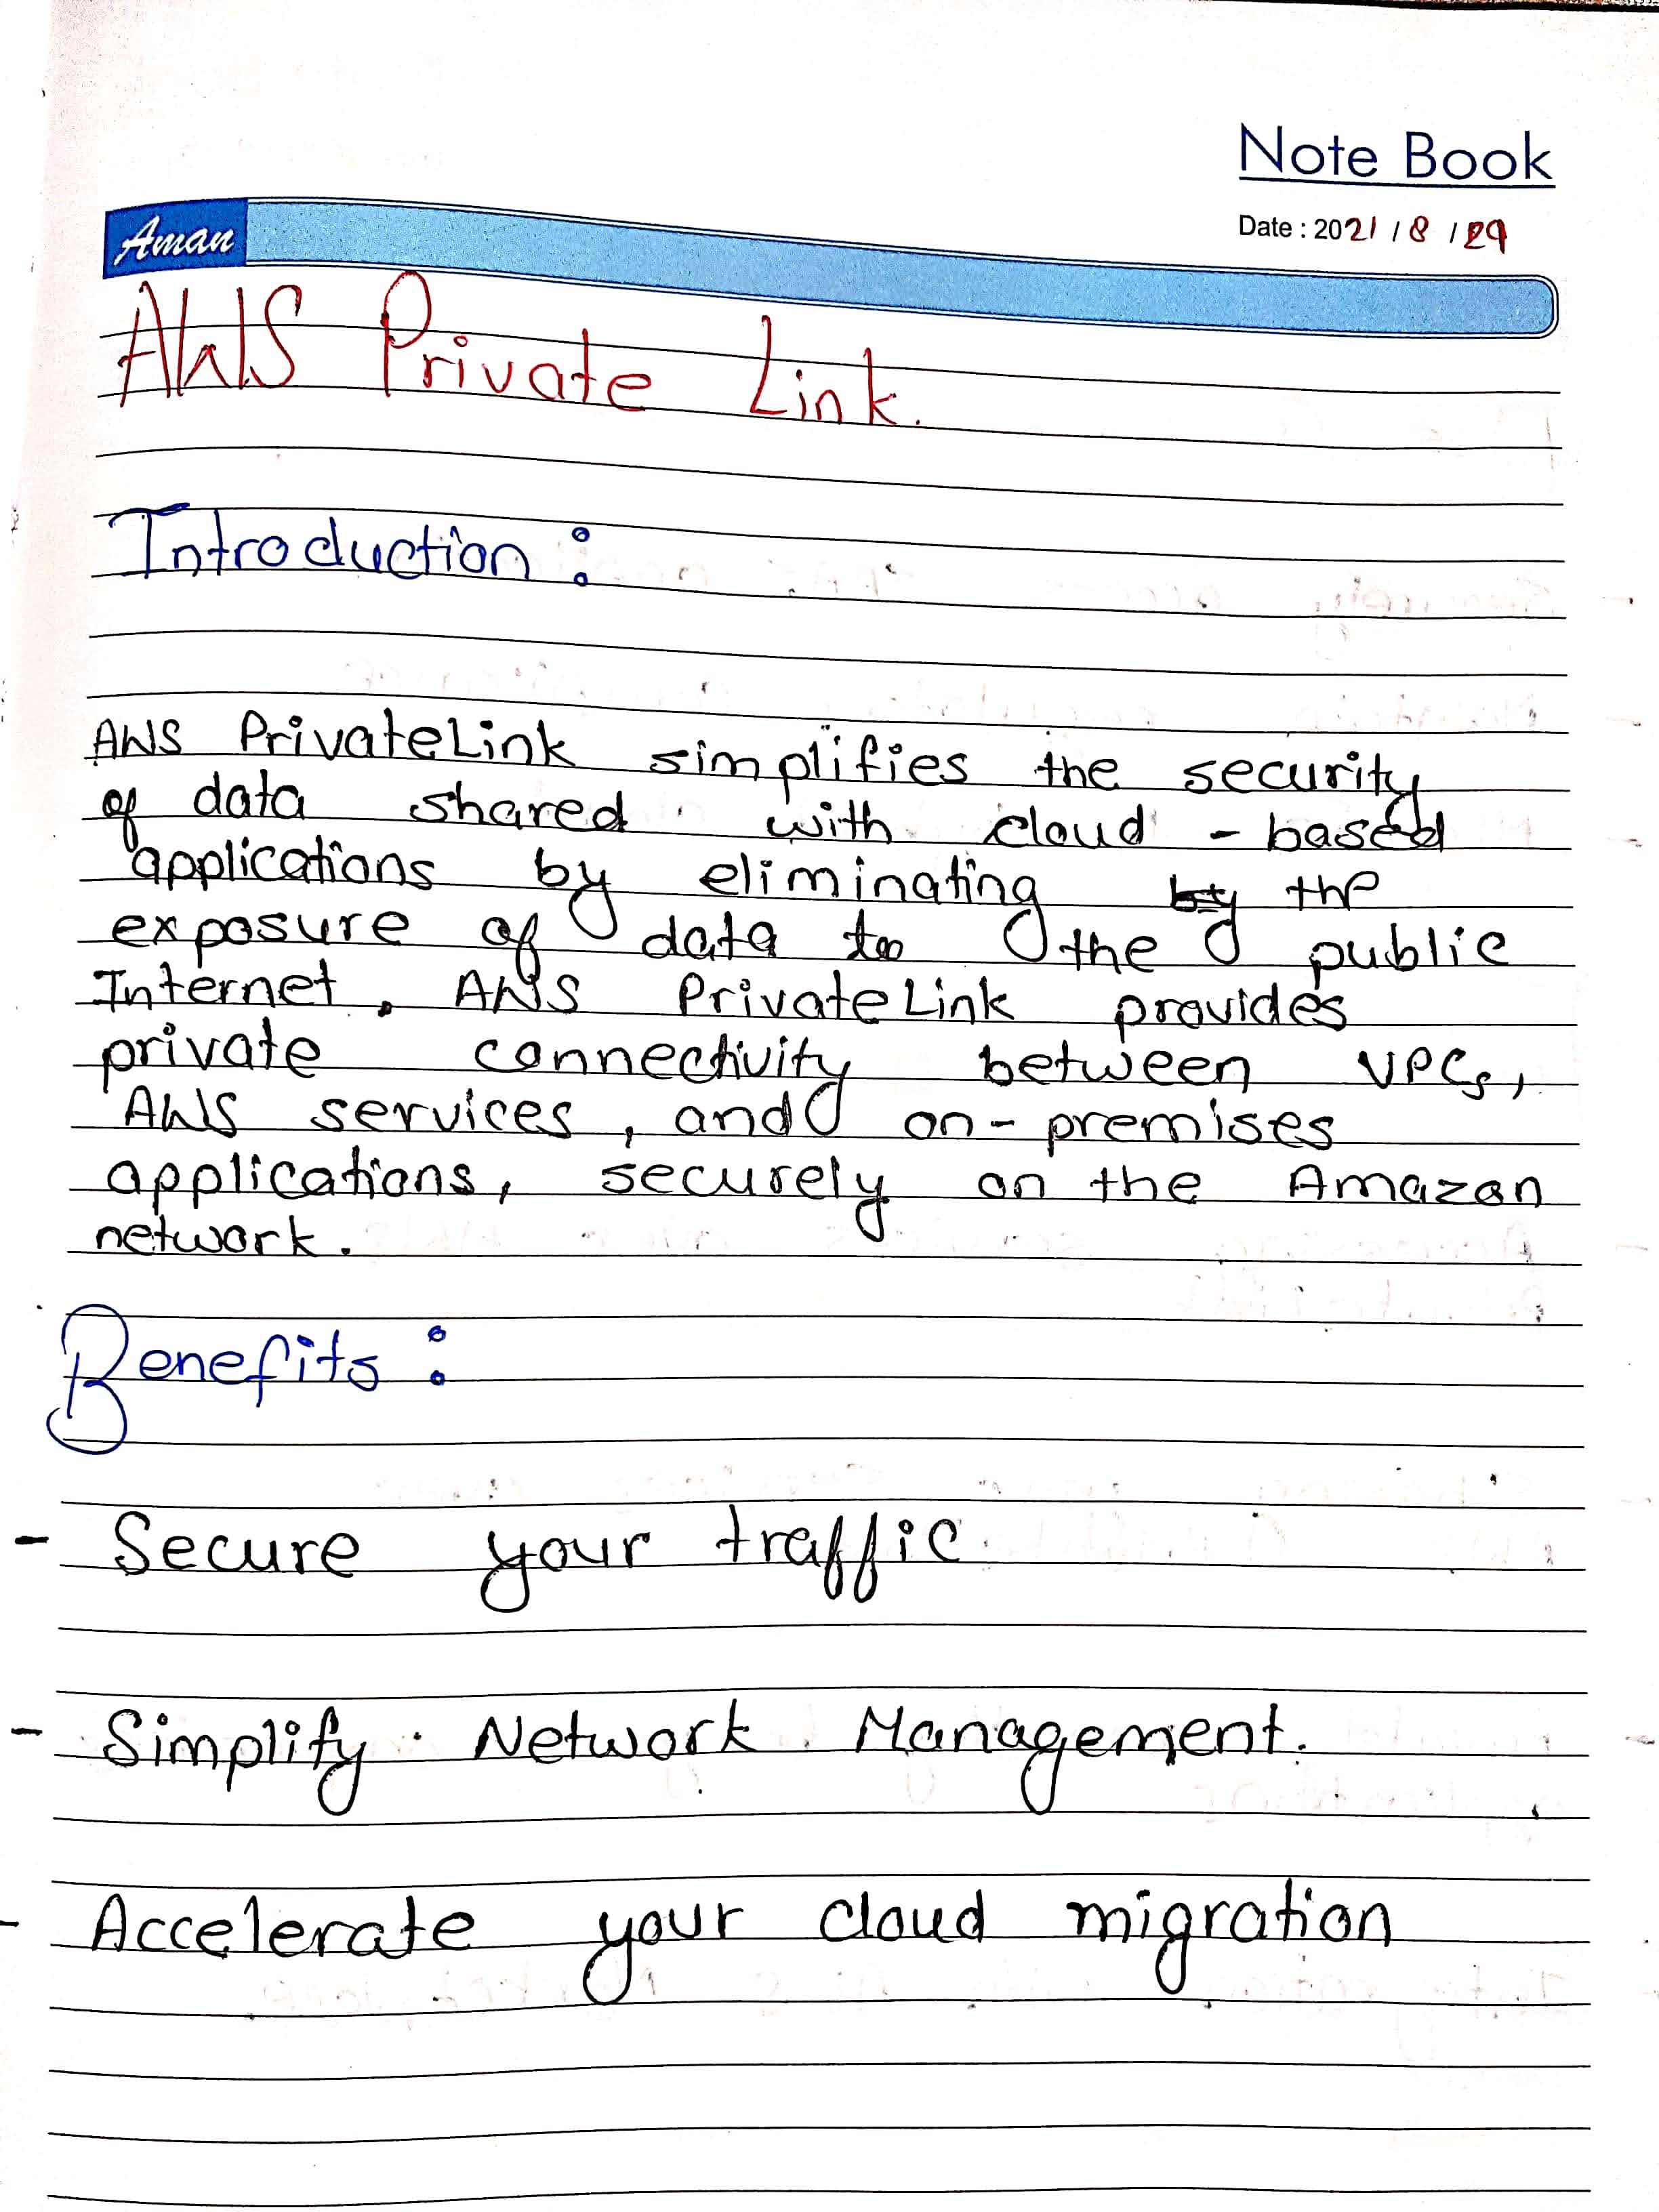 Note Book
Date : 2021 / 8 / 29
Aman
AWS Private Link.
Introduction :
AWS PrivateLink simplifies the security
of data shared with cloud - based
applications by eliminating by the
exposure of data to the public
Internet. AWS PrivateLink provides
private connectivity between VPCs,
AWS services, and on - premises
applications, securely on the Amazon
network.
Benefits :
- Secure your traffic.
- Simplify Network Management.
- Accelerate your cloud migration